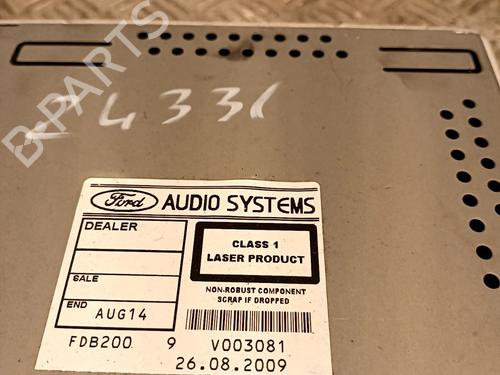 B-PARTS
24331
Ford AUDIO SYSTEMS
DEALER
CLASS 1
LASER PRODUCT
SALE
NON-ROBUST COMPONENT
SCRAP IF DROPPED
END AUG14
FDB200 9 V003081
26.08.2009